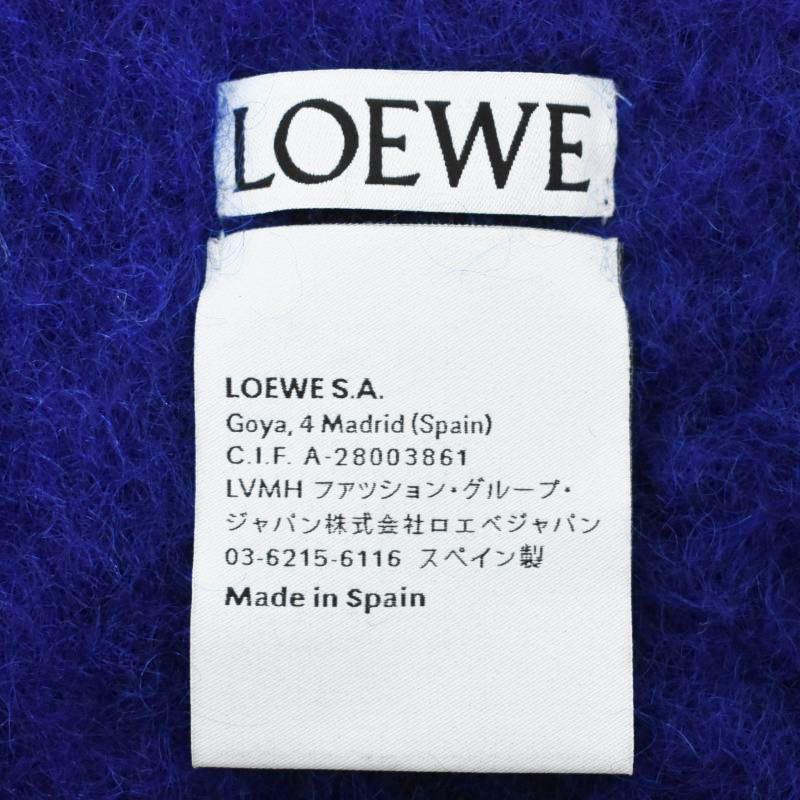 LOEWE
LOEWE S.A.
Goya, 4 Madrid (Spain)
C.I.F. A-28003861
LVMH ファッション・グループ・
ジャパン株式会社ロエベジャパン
03-6215-6116 スペイン製
Made in Spain